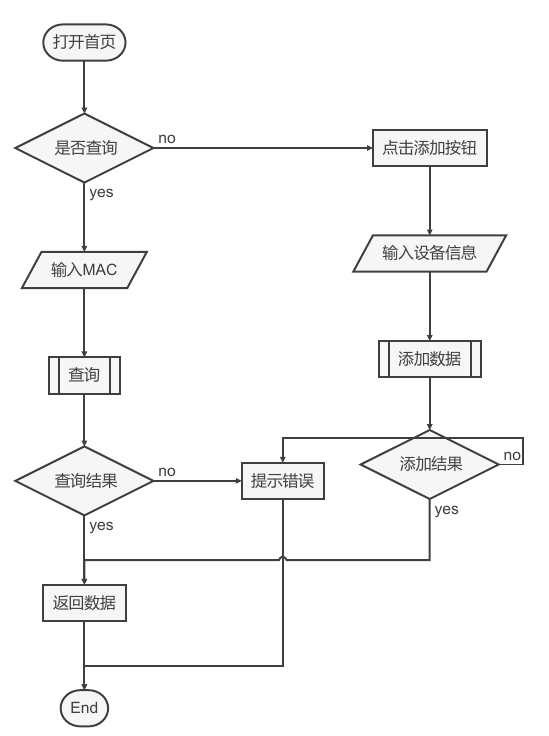 打开首页
是否查询
no
点击添加按钮
yes
输入MAC
输入设备信息
查询
添加数据
查询结果
no
提示错误
添加结果
no
yes
yes
返回数据
End